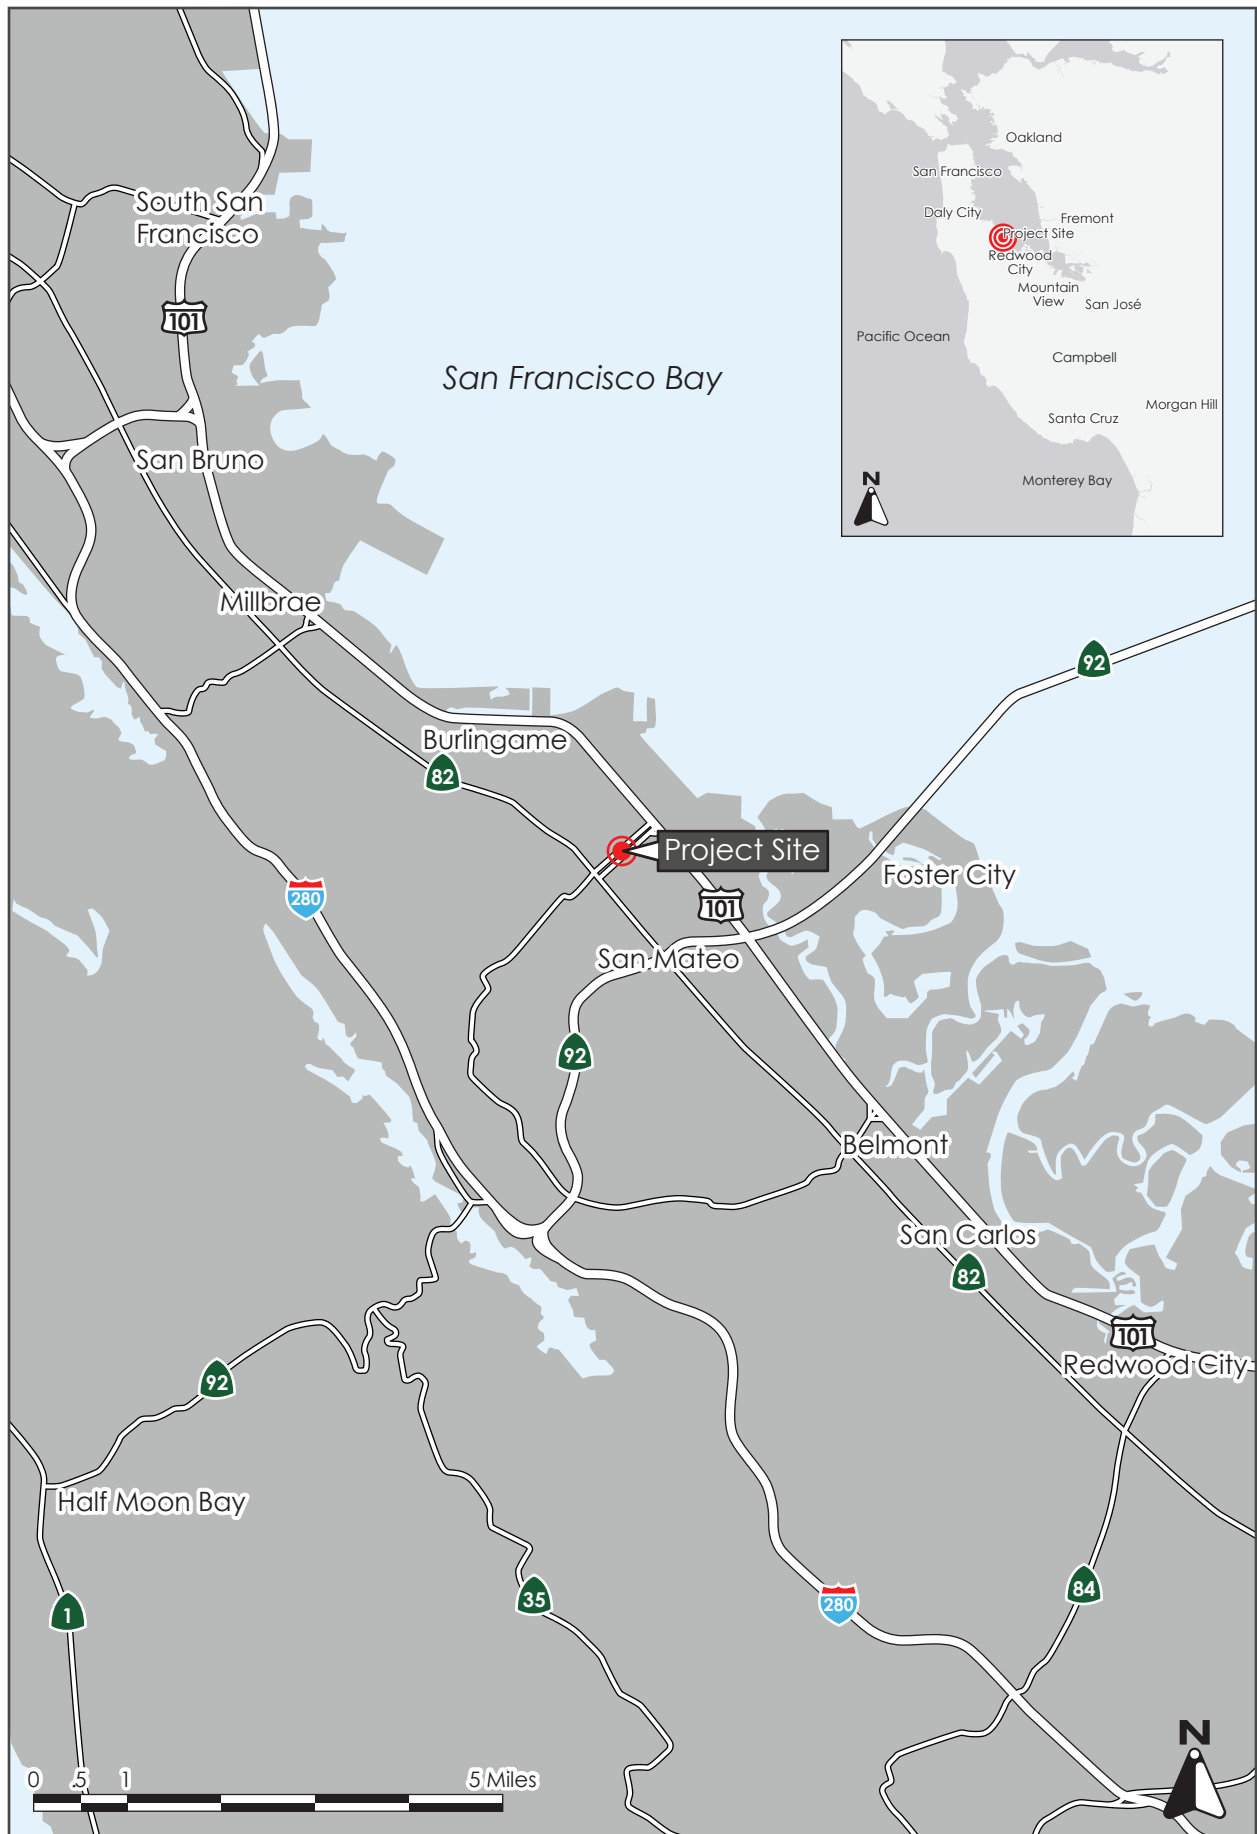 Oakland
San Francisco
Daly City
Fremont
Project Site
Redwood
City
Mountain
View
San José
Pacific Ocean
Campbell
Morgan Hill
Santa Cruz
Monterey Bay
N
South San
Francisco
101
San Francisco Bay
San Bruno
Millbrae
92
Burlingame
82
Project Site
Foster City
280
101
San Mateo
92
Belmont
San Carlos
82
101
Redwood City
92
Half Moon Bay
84
35
280
1
N
0 .5 1 5 Miles